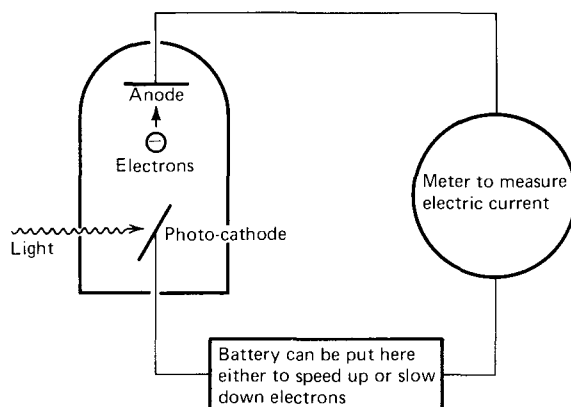 Anode
Electrons
Light
Photo-cathode
Meter to measure
electric current
Battery can be put here
either to speed up or slow
down electrons